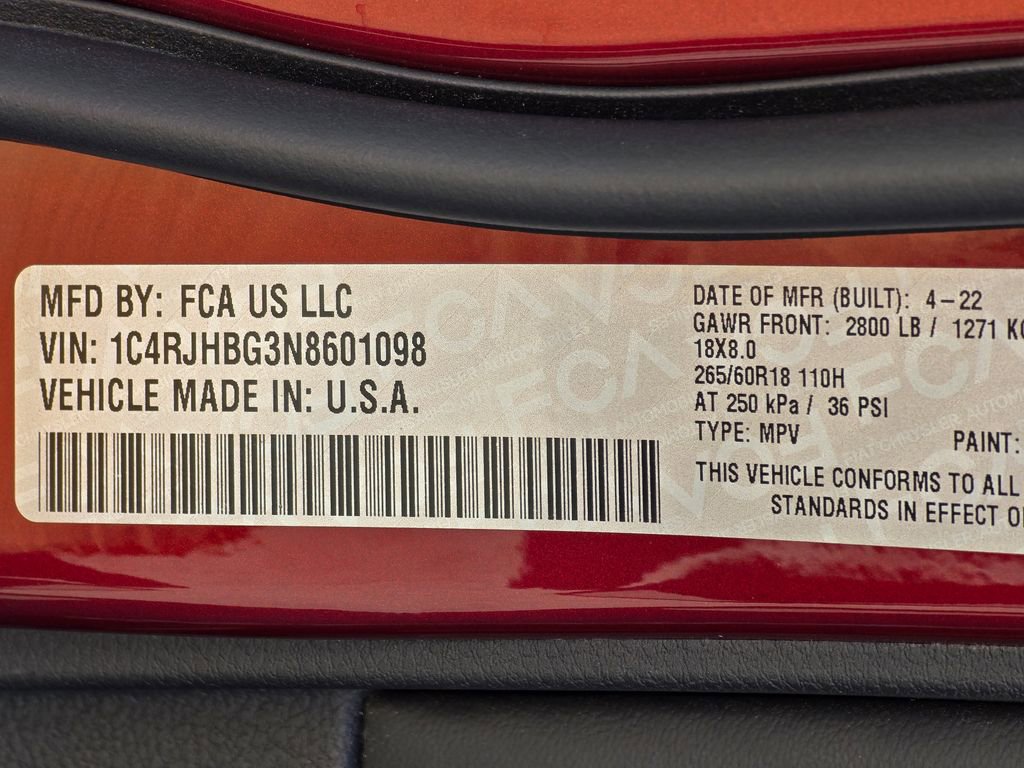 MFD BY: FCA US LLC
VIN: 1C4RJHBG3N8601098
VEHICLE MADE IN: U.S.A.
DATE OF MFR (BUILT): 4-22
GAWR FRONT: 2800 LB / 1271 KG
18X8.0
265/60R18 110H
AT 250 kPa / 36 PSI
TYPE: MPV PAINT:
THIS VEHICLE CONFORMS TO ALL
STANDARDS IN EFFECT